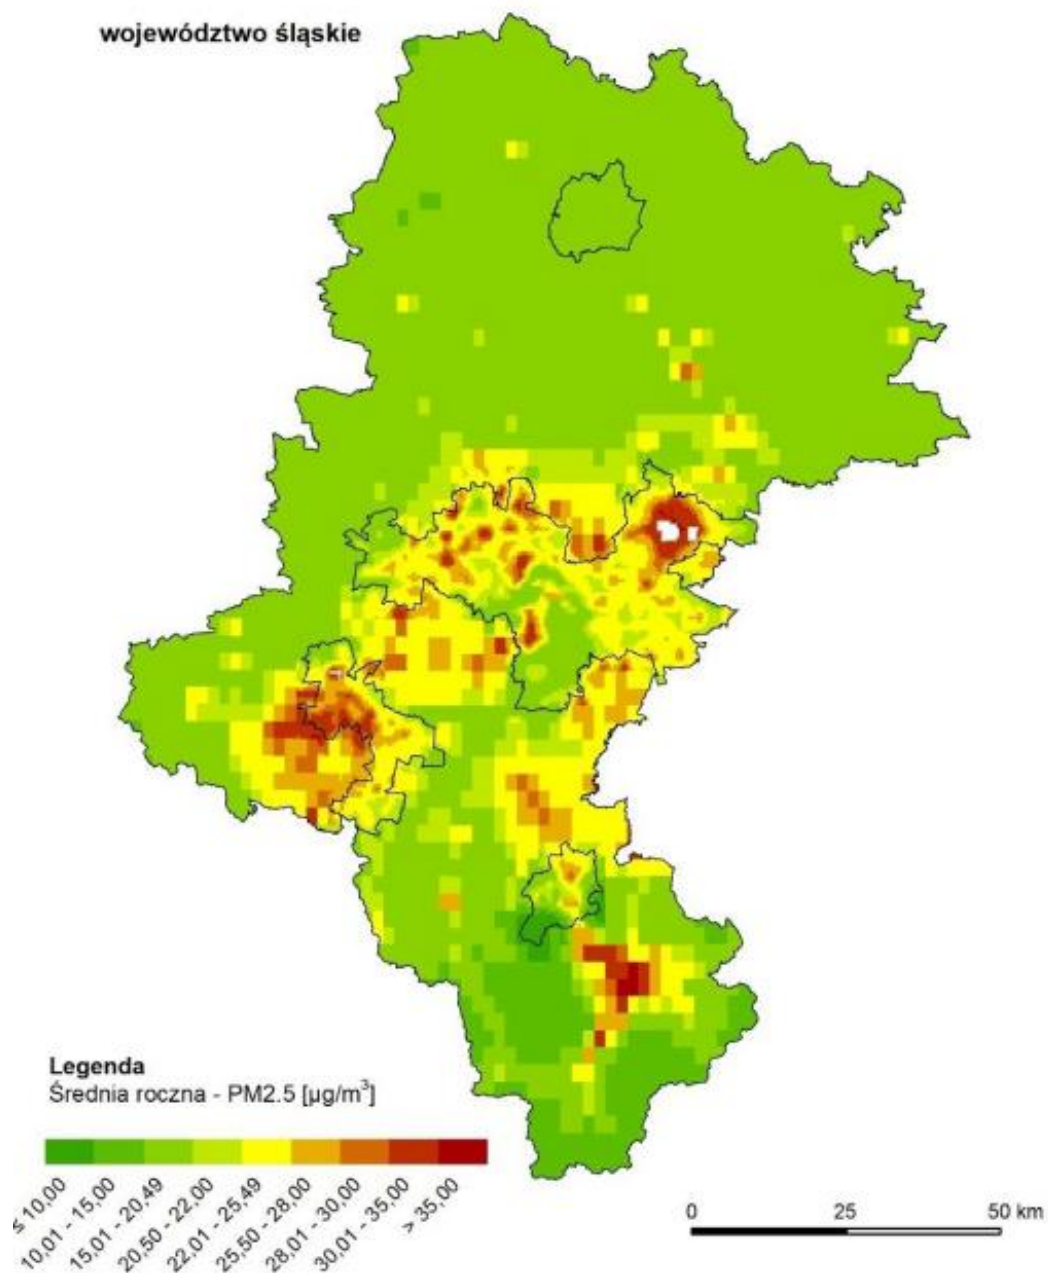 województwo śląskie
Legenda
Średnia roczna - PM2.5 [µg/m³]
≤ 10,00
10,01 - 15,00
15,01 - 20,49
20,50 - 22,00
22,01 - 25,49
25,50 - 28,00
28,01 - 30,00
30,01 - 35,00
> 35,00
0 25 50 km